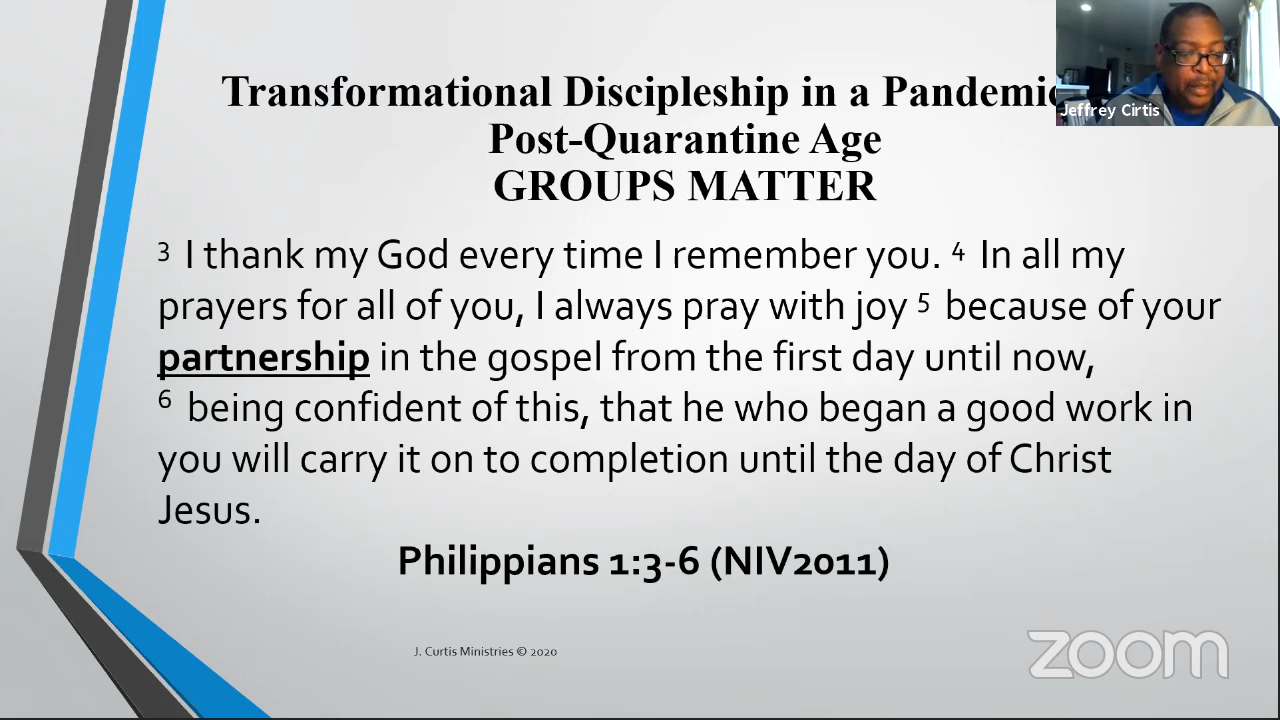 Transformational Discipleship in a Pandemic
Jeffrey Cirtis
Post-Quarantine Age
GROUPS MATTER
3 I thank my God every time I remember you. 4 In all my
prayers for all of you, I always pray with joy 5 because of your
partnership in the gospel from the first day until now,
6 being confident of this, that he who began a good work in
you will carry it on to completion until the day of Christ
Jesus.
Philippians 1:3-6 (NIV2011)
J. Curtis Ministries © 2020
zoom